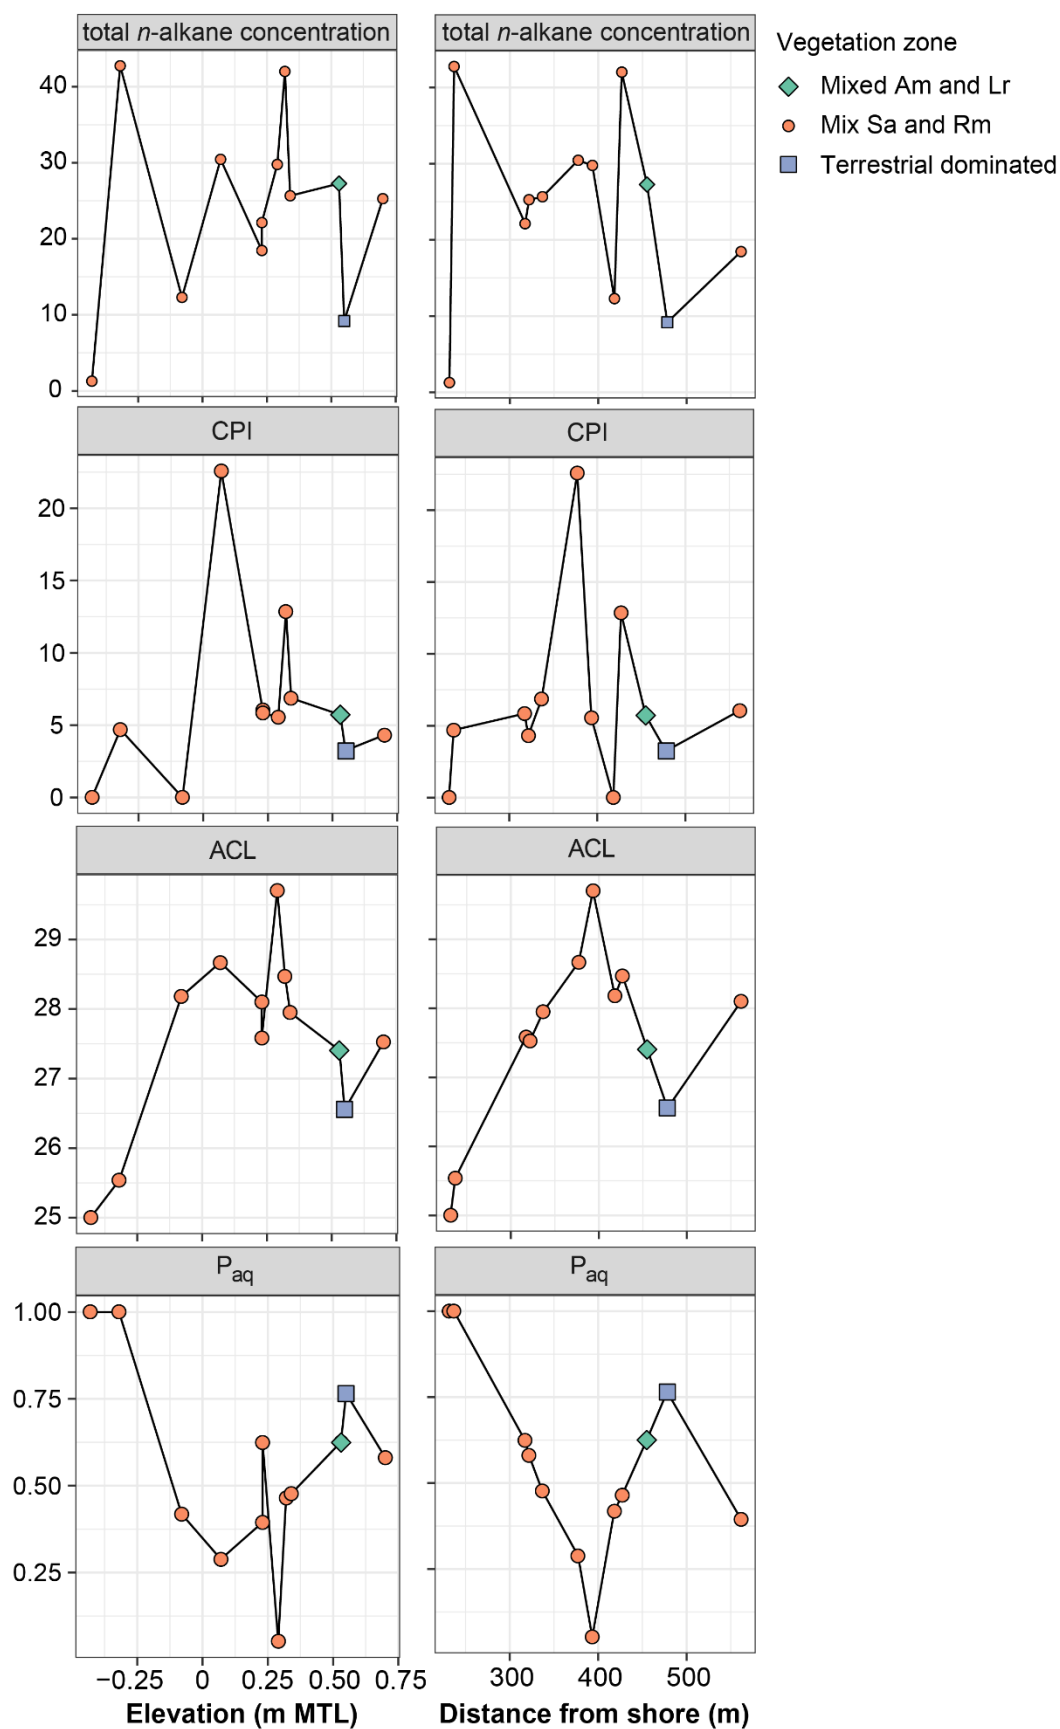 total n-alkane concentration
total n-alkane concentration
Vegetation zone
Mixed Am and Lr
Mix Sa and Rm
Terrestrial dominated
40
30
20
10
0
CPI
CPI
20
15
10
5
0
ACL
ACL
29
28
27
26
25
Paq
Paq
1.00
0.75
0.50
0.25
−0.25 0 0.25 0.5 0.75
300 400 500
Elevation (m MTL)
Distance from shore (m)